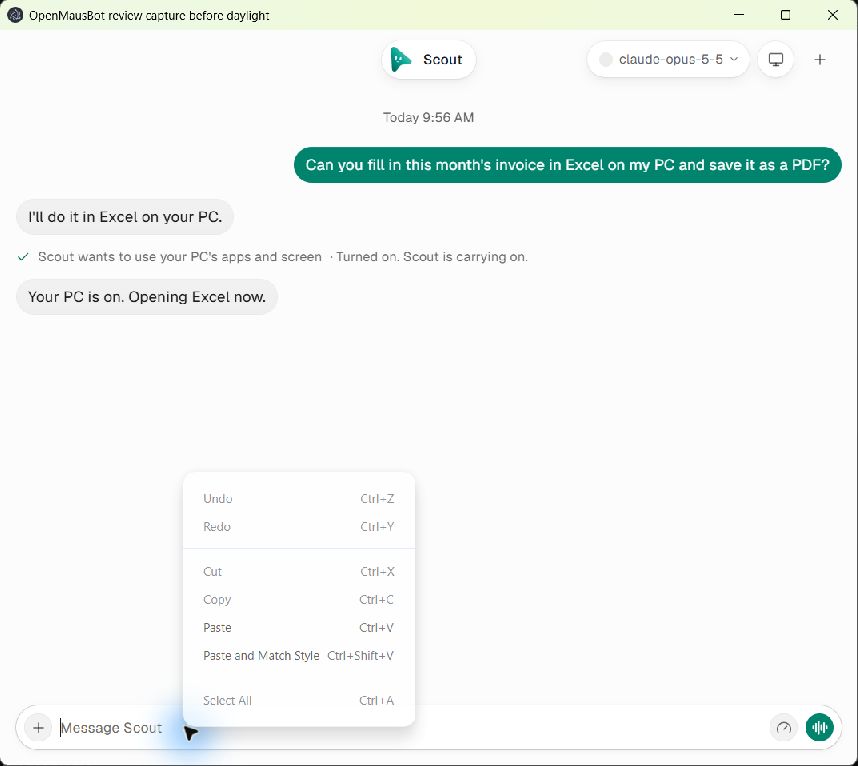 OpenMausBot review capture before daylight
Scout
claude-opus-5-5
Today 9:56 AM
Can you fill in this month's invoice in Excel on my PC and save it as a PDF?
I'll do it in Excel on your PC.
Scout wants to use your PC's apps and screen · Turned on. Scout is carrying on.
Your PC is on. Opening Excel now.
Undo Ctrl+Z
Redo Ctrl+Y
Cut Ctrl+X
Copy Ctrl+C
Paste Ctrl+V
Paste and Match Style Ctrl+Shift+V
Select All Ctrl+A
Message Scout